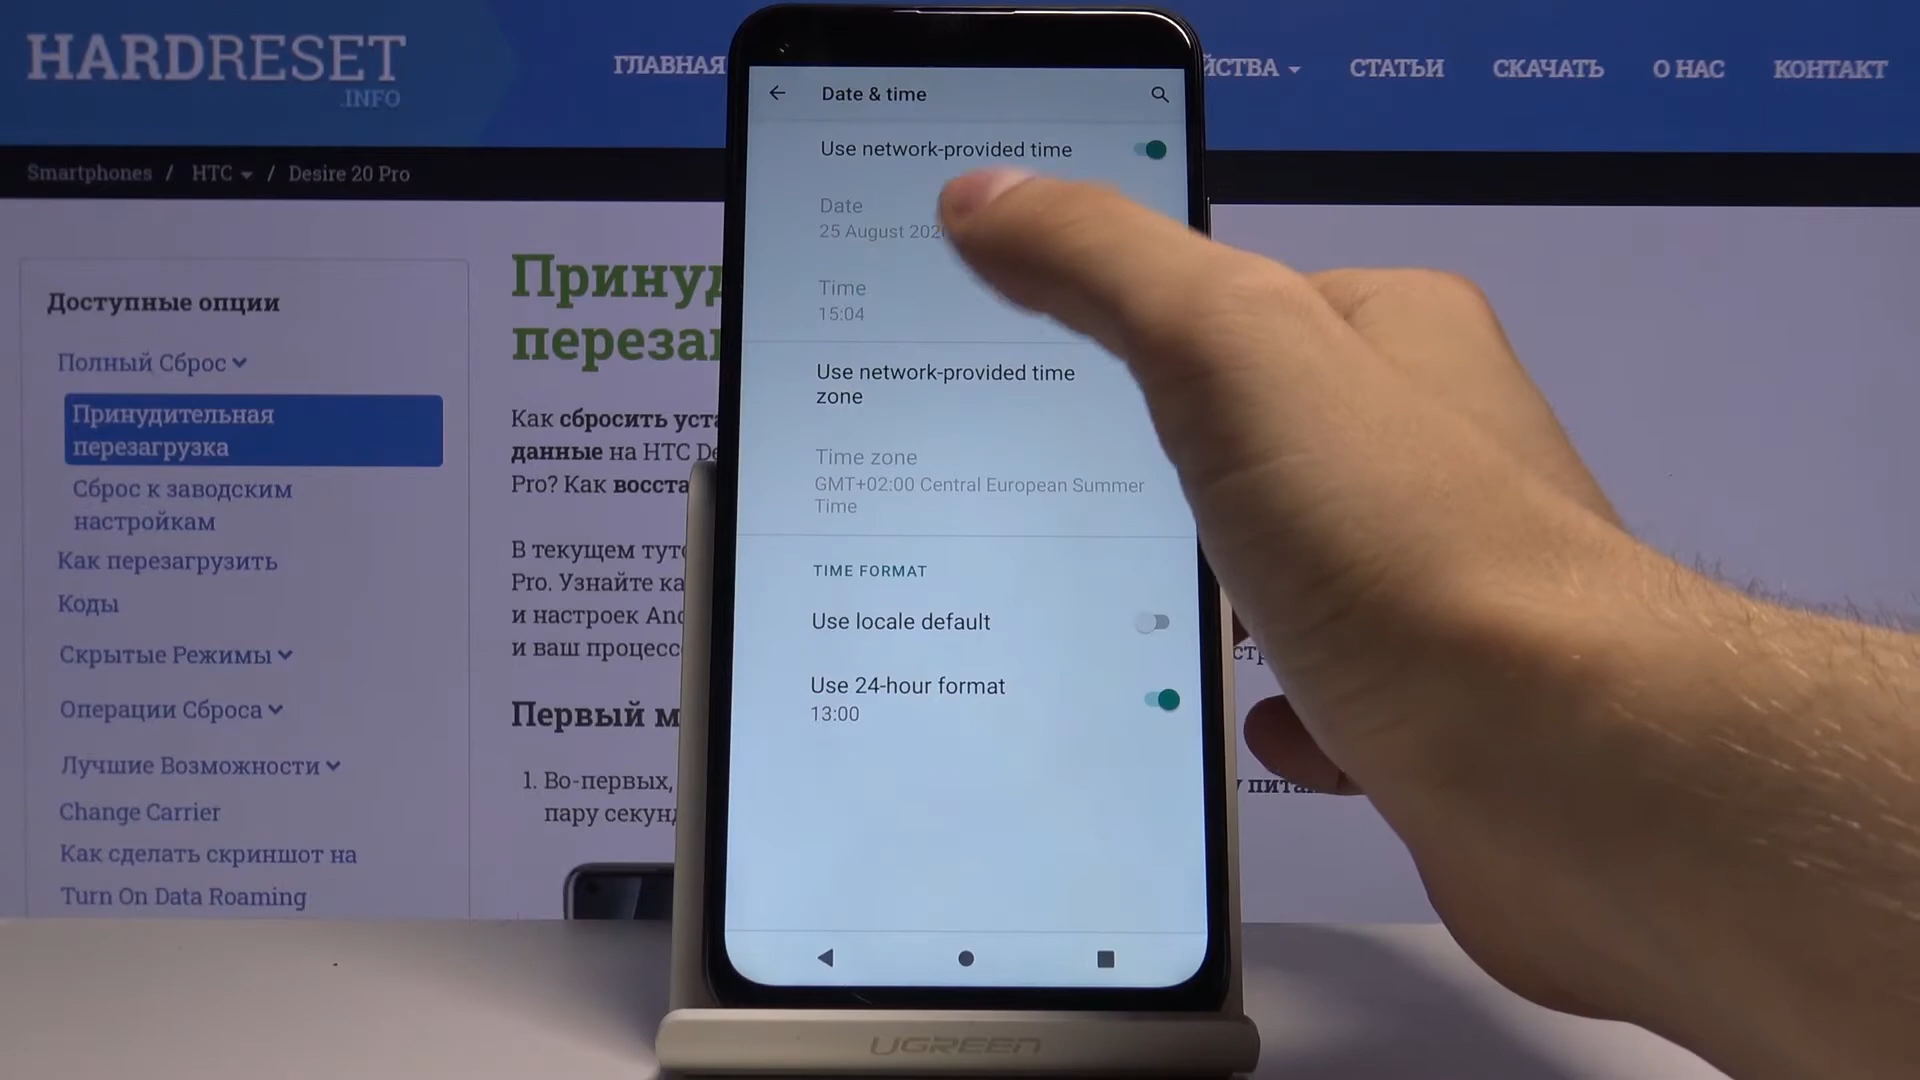 HARDRESET
.INFO
ГЛАВНАЯ
ЙСТВА
СТАТЬИ
СКАЧАТЬ
О НАС
КОНТАКТ
Smartphones / HTC / Desire 20 Pro
Доступные опции
Полный Сброс
Принудительная
перезагрузка
Сброс к заводским
настройкам
Как перезагрузить
Коды
Скрытые Режимы
Операции Сброса
Лучшие Возможности
Change Carrier
Как сделать скриншот на
Turn On Data Roaming
Принуд
переза
Как сбросить уст
данные на HTC De
Pro? Как восста
В текущем тут
Pro. Узнайте ка
и настроек And
и ваш процесс
Первый м
1. Во-первых,
пару секунд
Date & time
Use network-provided time
Date
25 August 202
Time
15:04
Use network-provided time
zone
Time zone
GMT+02:00 Central European Summer
Time
TIME FORMAT
Use locale default
Use 24-hour format
13:00
UGREEN